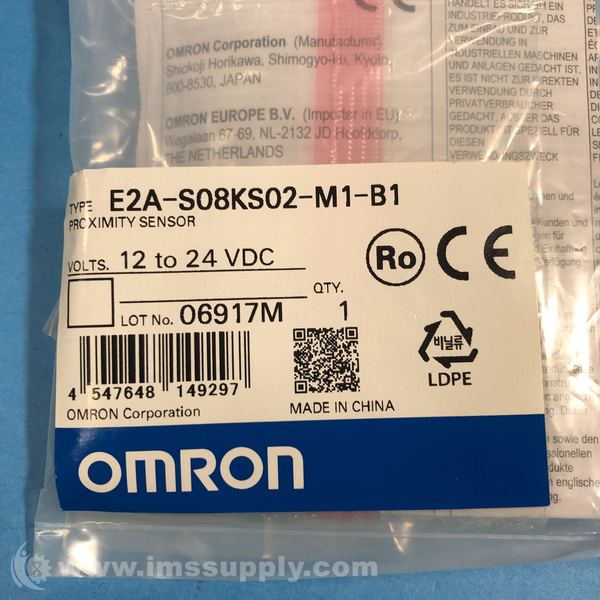 HANDELT ES SICH UM EIN
INDUSTRIEPRODUKT, DAS
ZUM EINBAU UND ZUR
VERWENDUNG IN
INDUSTRIELLEN MASCHINEN
UND ANLAGEN GEDACHT IST.
ES IST NICHT ZUR DIREKTEN
VERWENDUNG DURCH
PRIVATVERBRAUCHER
GEDACHT, AUSSER DAS
PRODUKT IST SPEZIELL FÜR
DIESEN
VERWENDUNGSZWECK
CE
OMRON Corporation (Manufacturer)
Shiokoji Horikawa, Shimogyo-ku, Kyoto,
600-8530, JAPAN
OMRON EUROPE B.V. (Importer in EU)
Wegalaan 67-69, NL-2132 JD Hoofddorp,
THE NETHERLANDS
TYPE E2A-S08KS02-M1-B1
PROXIMITY SENSOR
VOLTS. 12 to 24 VDC
Ro CE
QTY.
LOT No. 06917M 1
비닐류
LDPE
4 547648 149297
OMRON Corporation MADE IN CHINA
OMRON
www.imssupply.com